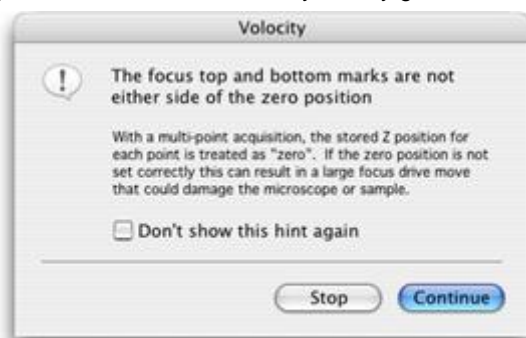 Volocity
The focus top and bottom marks are not
either side of the zero position
With a multi-point acquisition, the stored Z position for
each point is treated as "zero". If the zero position is not
set correctly this can result in a large focus drive move
that could damage the microscope or sample.
Don't show this hint again
Stop Continue